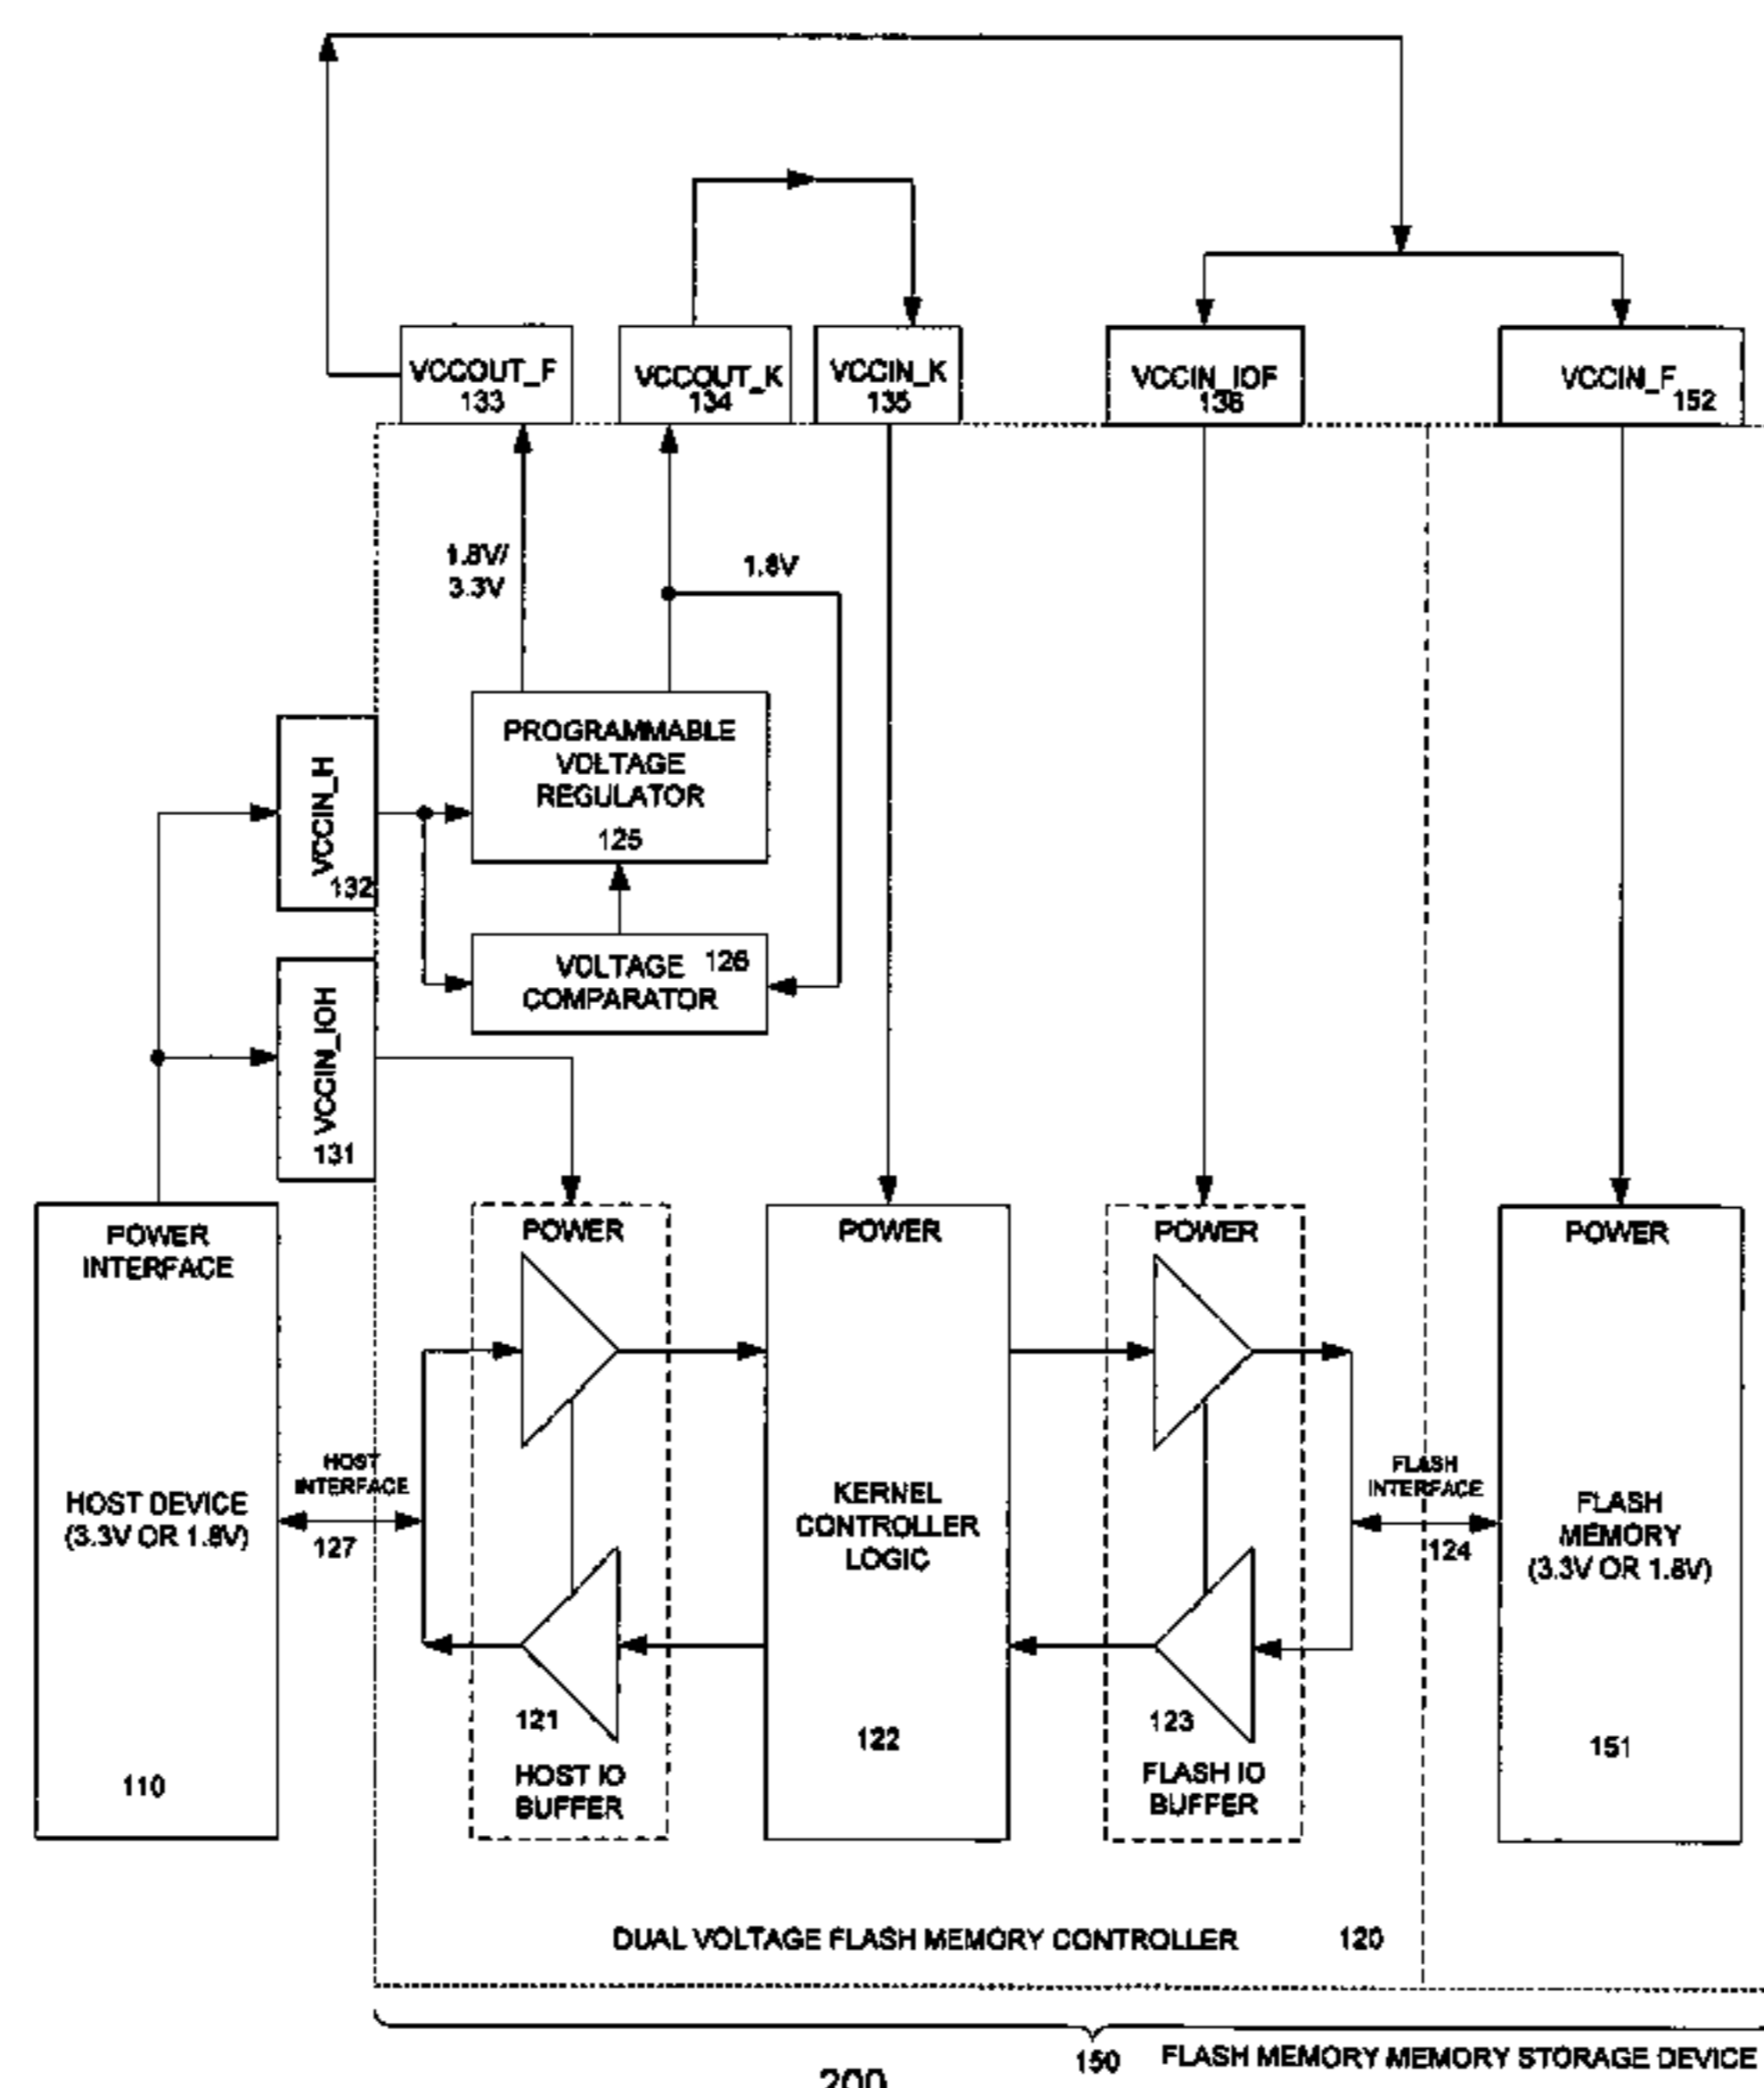 VCCOUT_F
133
VCCOUT_K
134
VCCIN_K
135
VCCIN_IOF
136
VCCIN_F
152
1.8V/
3.3V
1.8V
PROGRAMMABLE
VOLTAGE
REGULATOR
125
VCCIN_H
132
VOLTAGE
COMPARATOR
126
VCCIN_IOH
131
POWER
INTERFACE
POWER
POWER
POWER
POWER
HOST
INTERFACE
127
HOST DEVICE
(3.3V OR 1.8V)
KERNEL
CONTROLLER
LOGIC
FLASH
INTERFACE
124
FLASH
MEMORY
(3.3V OR 1.8V)
110
121
HOST IO
BUFFER
122
123
FLASH IO
BUFFER
151
DUAL VOLTAGE FLASH MEMORY CONTROLLER 120
150 FLASH MEMORY MEMORY STORAGE DEVICE
200